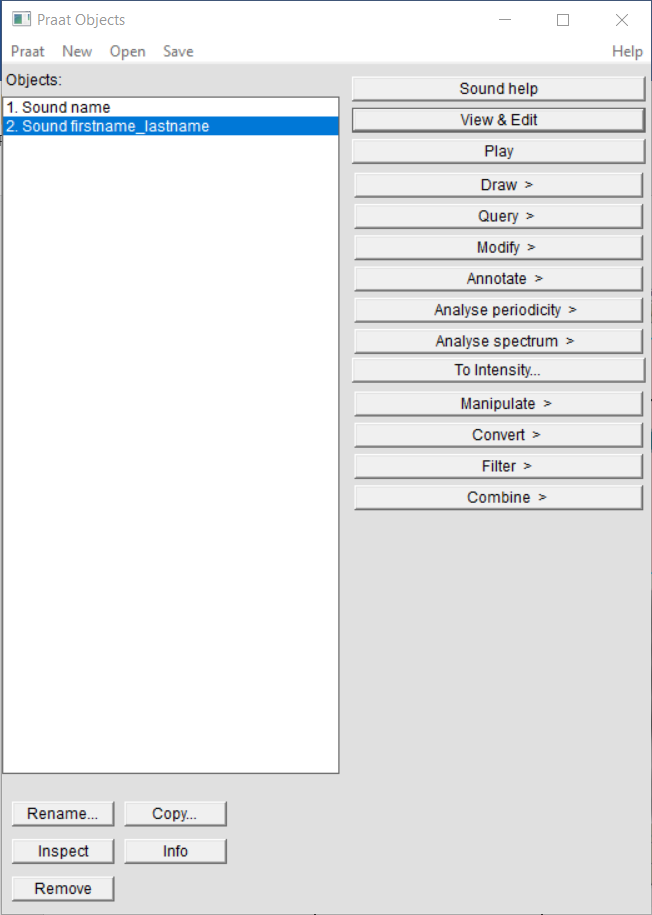 Praat Objects
Praat New Open Save Help
Objects:
1. Sound name
2. Sound firstname_lastname
Sound help
View & Edit
Play
Draw >
Query >
Modify >
Annotate >
Analyse periodicity >
Analyse spectrum >
To Intensity...
Manipulate >
Convert >
Filter >
Combine >
Rename... Copy...
Inspect Info
Remove